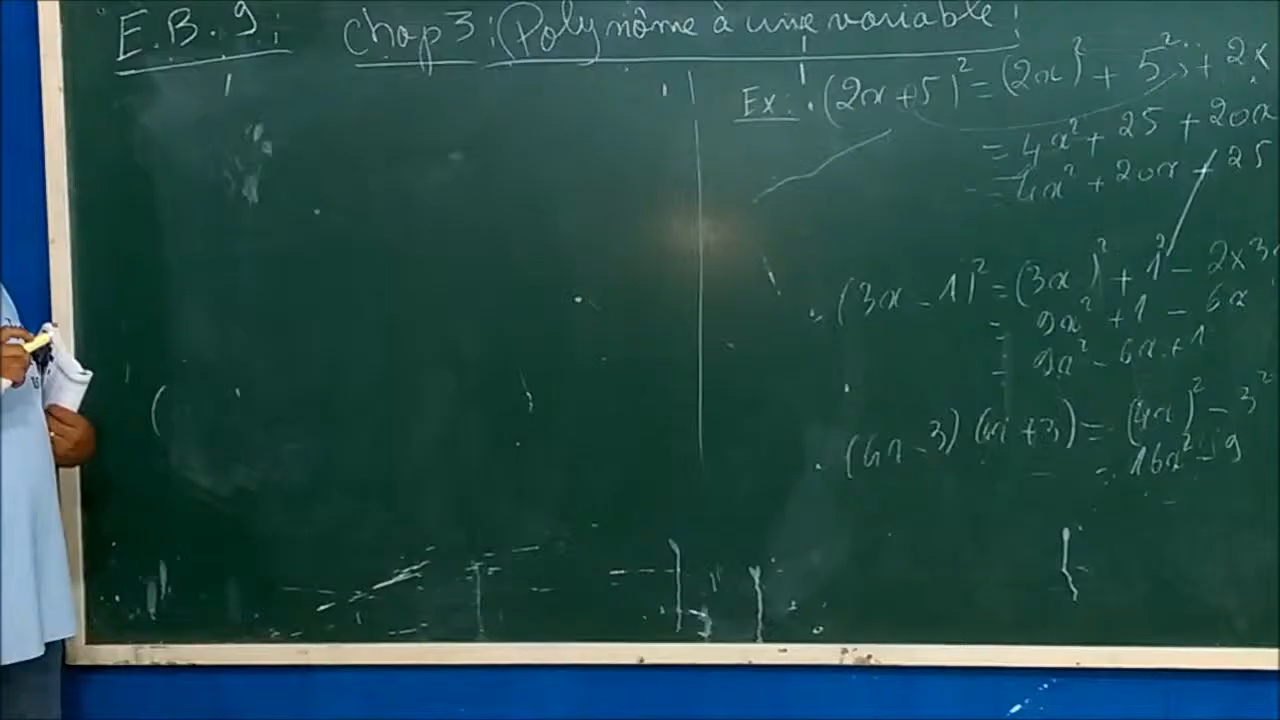 E.B.9: Chap3: (Polynôme à une variable
Ex: . (2x+5)² = (2x)² + 5² + 2x
= 4x² + 25 + 20x
= 4x² + 20x + 25
. (3x - 1)² = (3x)² + 1² - 2x3
= 9x² + 1 - 6x
= 9x² - 6x + 1
. (4x - 3)(4x + 3) = (4x)² - 3²
= 16x² - 9
(